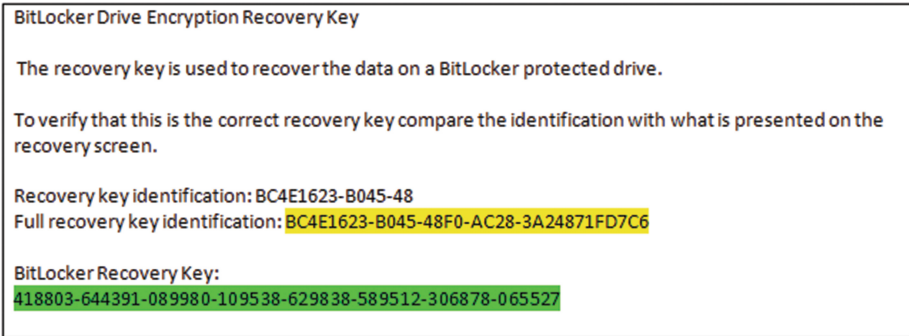 BitLocker Drive Encryption Recovery Key
The recovery key is used to recover the data on a BitLocker protected drive.
To verify that this is the correct recovery key compare the identification with what is presented on the
recovery screen.
Recovery key identification: BC4E1623-B045-48
Full recovery key identification: BC4E1623-B045-48F0-AC28-3A24871FD7C6
BitLocker Recovery Key:
418803-644391-089980-109538-629838-589512-306878-065527